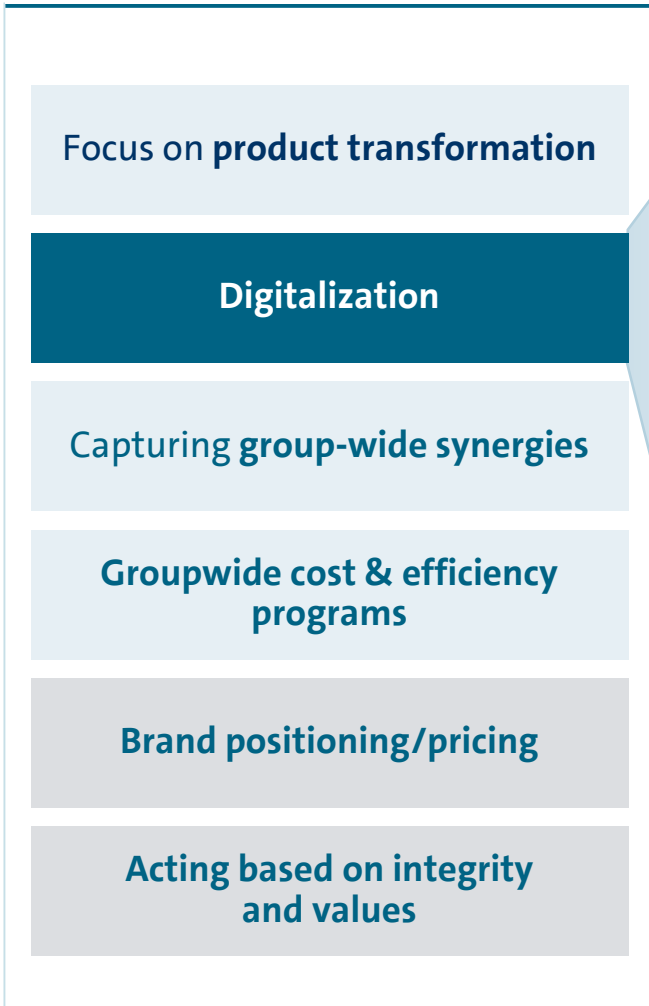 Focus on product transformation
Digitalization
Capturing group-wide synergies
Groupwide cost & efficiency
programs
Brand positioning/pricing
Acting based on integrity
and values